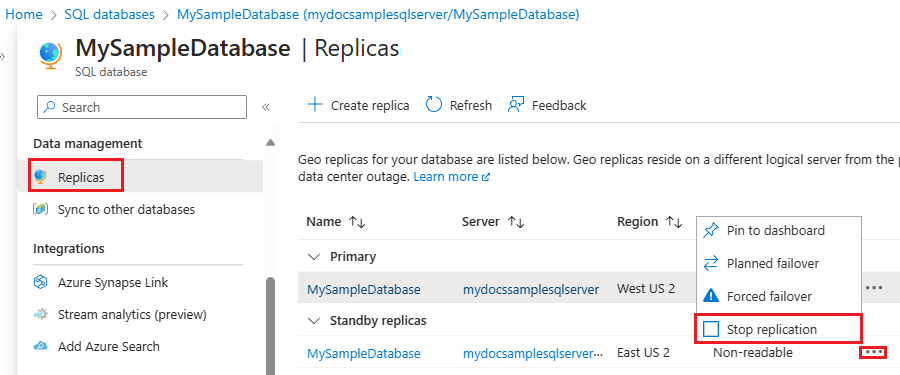 Home > SQL databases > MySampleDatabase (mydocsamplesqlserver/MySampleDatabase)
MySampleDatabase | Replicas
SQL database
Search
Create replica Refresh Feedback
Data management
Replicas
Sync to other databases
Integrations
Azure Synapse Link
Stream analytics (preview)
Add Azure Search
Geo replicas for your database are listed below. Geo replicas reside on a different logical server from the
data center outage. Learn more
Name Server Region
Primary
MySampleDatabase mydocssamplesqlserver West US 2
Standby replicas
MySampleDatabase mydocsamplesqlserver... East US 2 Non-readable
Pin to dashboard
Planned failover
Forced failover
Stop replication